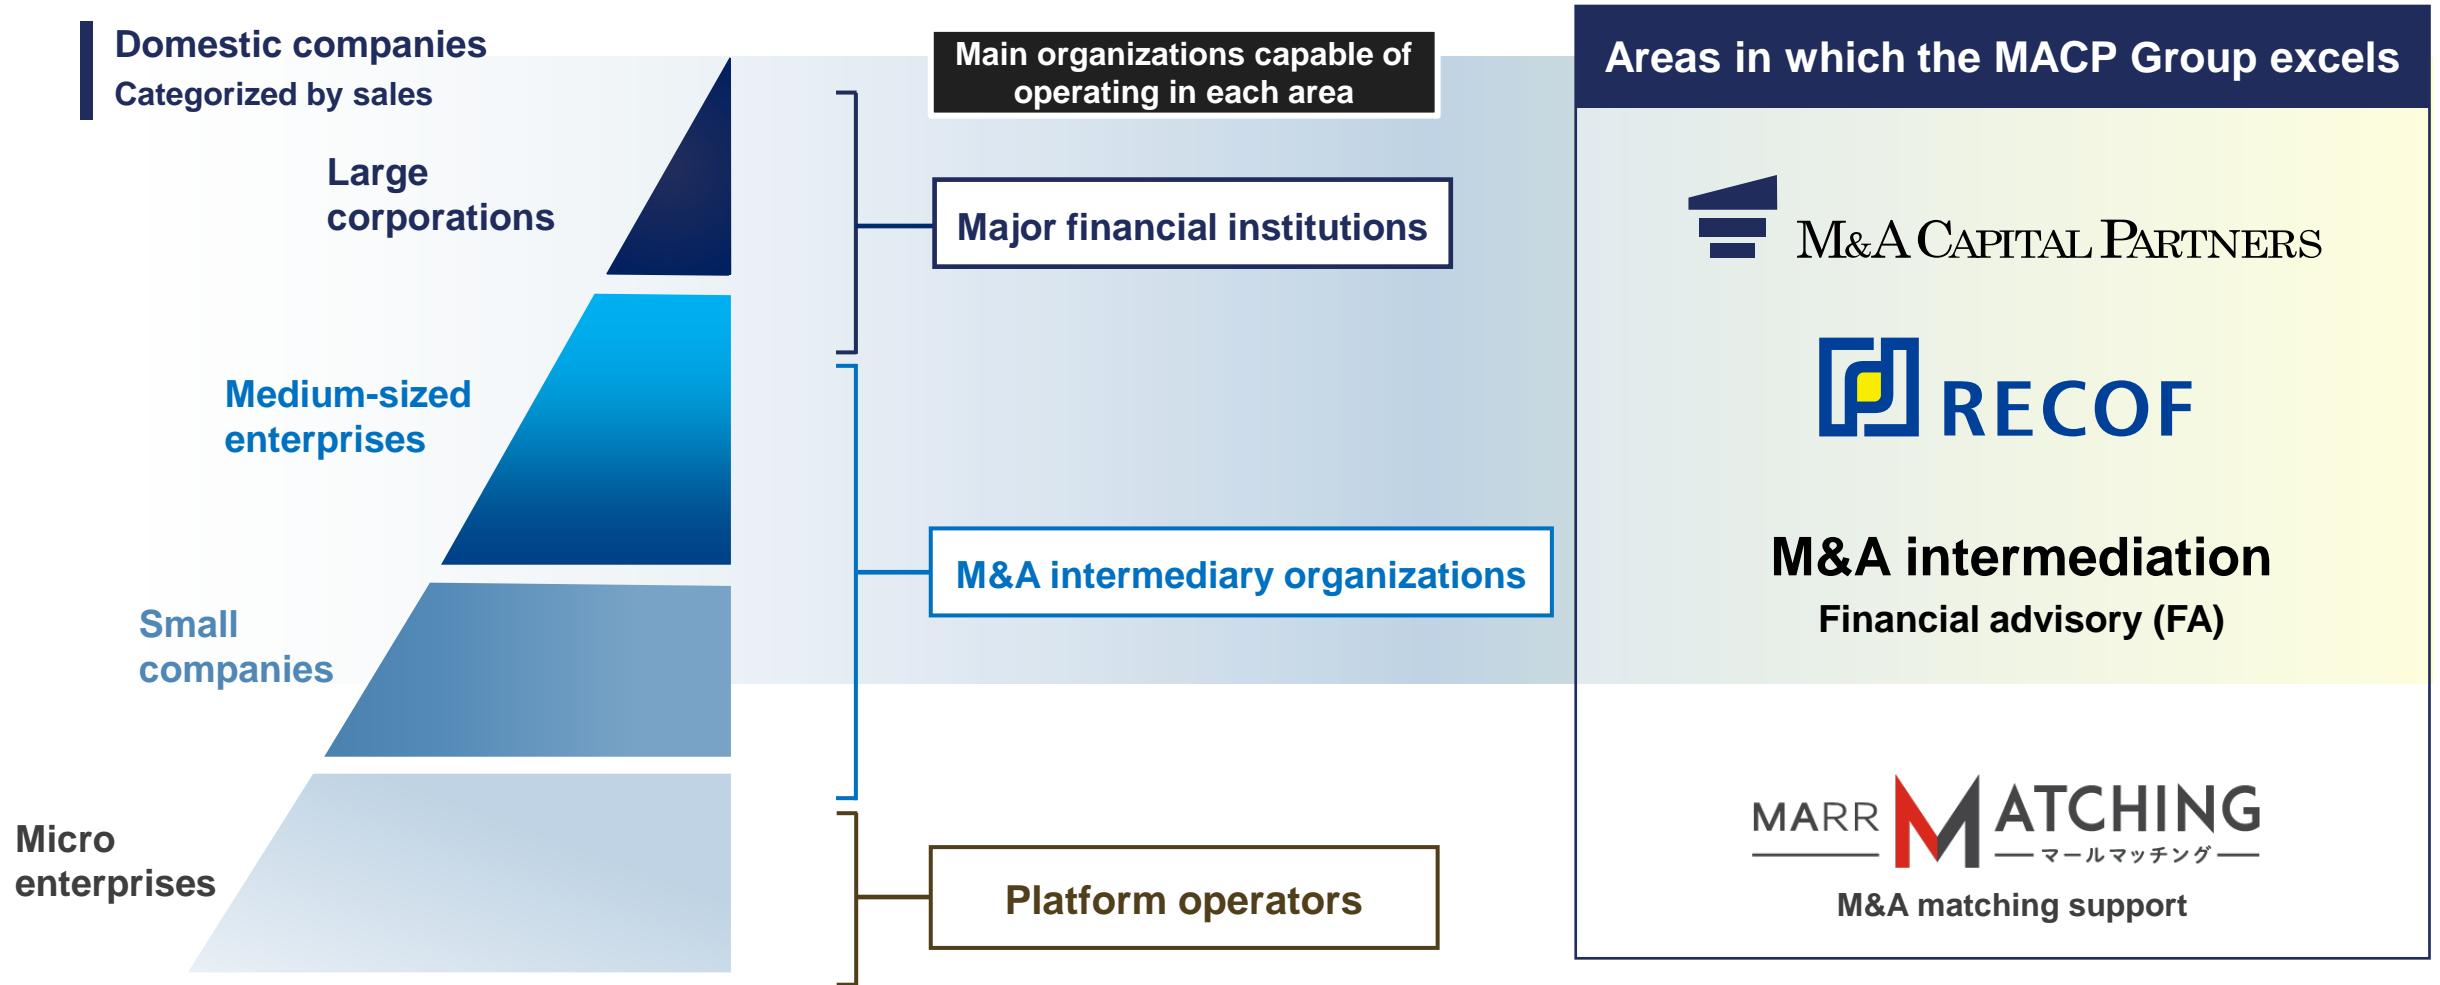 Domestic companies
Categorized by sales
Large
corporations
Medium-sized
enterprises
Small
companies
Micro
enterprises
Main organizations capable of
operating in each area
Major financial institutions
M&A intermediary organizations
Platform operators
Areas in which the MACP Group excels
M&A CAPITAL PARTNERS
RECOF
M&A intermediation
Financial advisory (FA)
MARR MATCHING
マールマッチング
M&A matching support